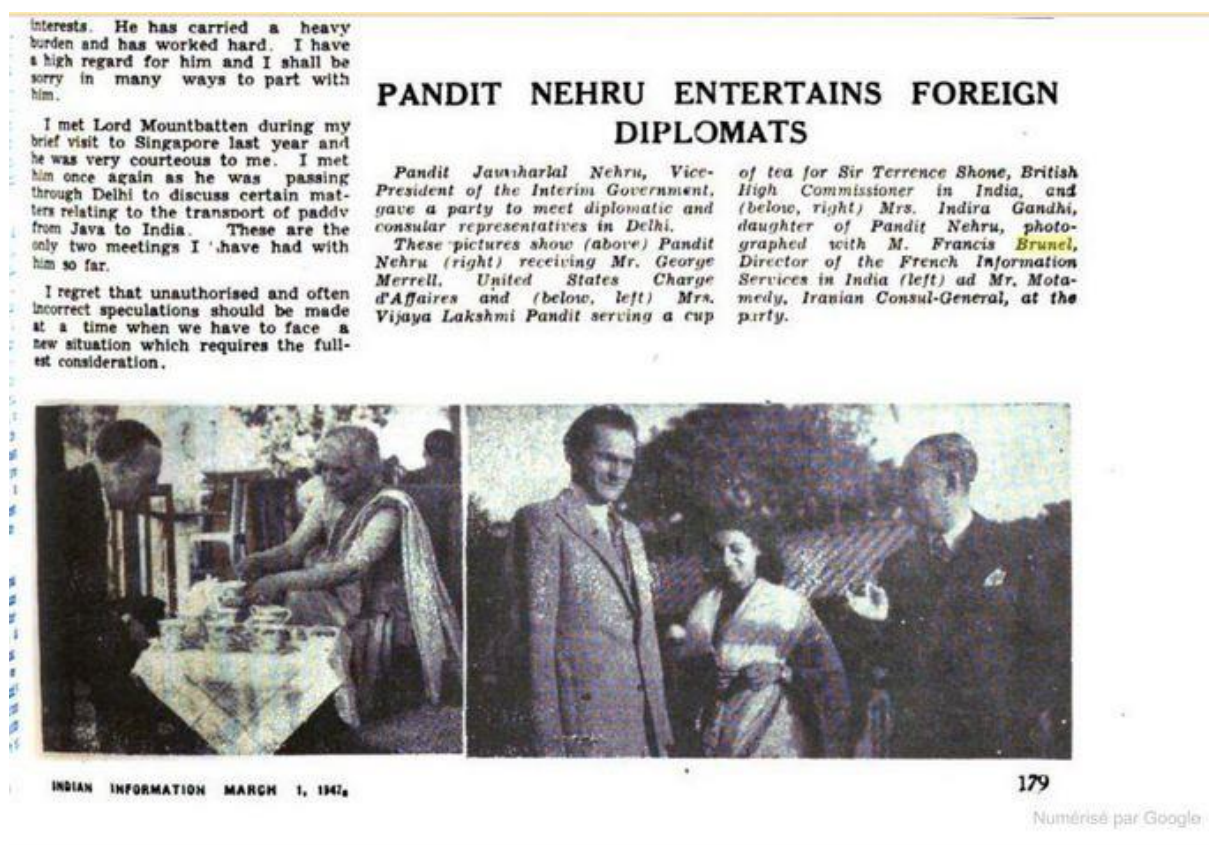 interests. He has carried a heavy
burden and has worked hard. I have
a high regard for him and I shall be
sorry in many ways to part with
him.
I met Lord Mountbatten during my
brief visit to Singapore last year and
he was very courteous to me. I met
him once again as he was passing
through Delhi to discuss certain mat-
ters relating to the transport of paddy
from Java to India. These are the
only two meetings I have had with
him so far.
I regret that unauthorised and often
incorrect speculations should be made
at a time when we have to face a
new situation which requires the full-
est consideration.
PANDIT NEHRU ENTERTAINS FOREIGN
DIPLOMATS
Pandit Jawaharlal Nehru, Vice-
President of the Interim Government,
gave a party to meet diplomatic and
consular representatives in Delhi.
These pictures show (above) Pandit
Nehru (right) receiving Mr. George
Merrell, United States Charge
d'Affaires and (below, left) Mrs.
Vijaya Lakshmi Pandit serving a cup
of tea for Sir Terrence Shone, British
High Commissioner in India, and
(below, right) Mrs. Indira Gandhi,
daughter of Pandit Nehru, photo-
graphed with M. Francis Brunel,
Director of the French Information
Services in India (left) ad Mr. Mota-
medy, Iranian Consul-General, at the
party.
INDIAN INFORMATION MARCH 1, 1947.
179
Numérisé par Google